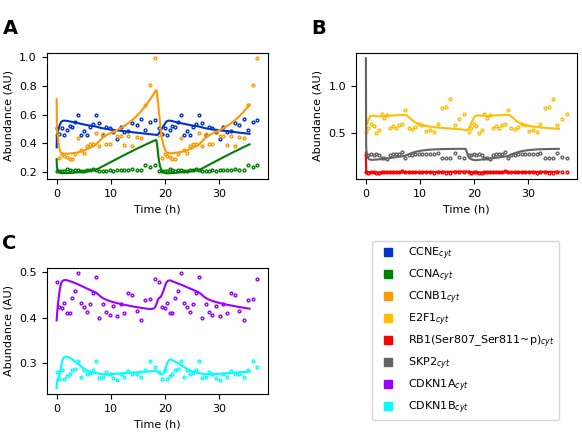 A
B
1.0
0.8
0.6
0.4
0.2
Abundance (AU)
0
10
20
30
Time (h)
1.0
0.5
Abundance (AU)
0
10
20
30
Time (h)
C
0.5
0.4
0.3
Abundance (AU)
0
10
20
30
Time (h)
CCNEcyt
CCNAcyt
CCNB1cyt
E2F1cyt
RB1(Ser807_Ser811~p)cyt
SKP2cyt
CDKN1Acyt
CDKN1Bcyt